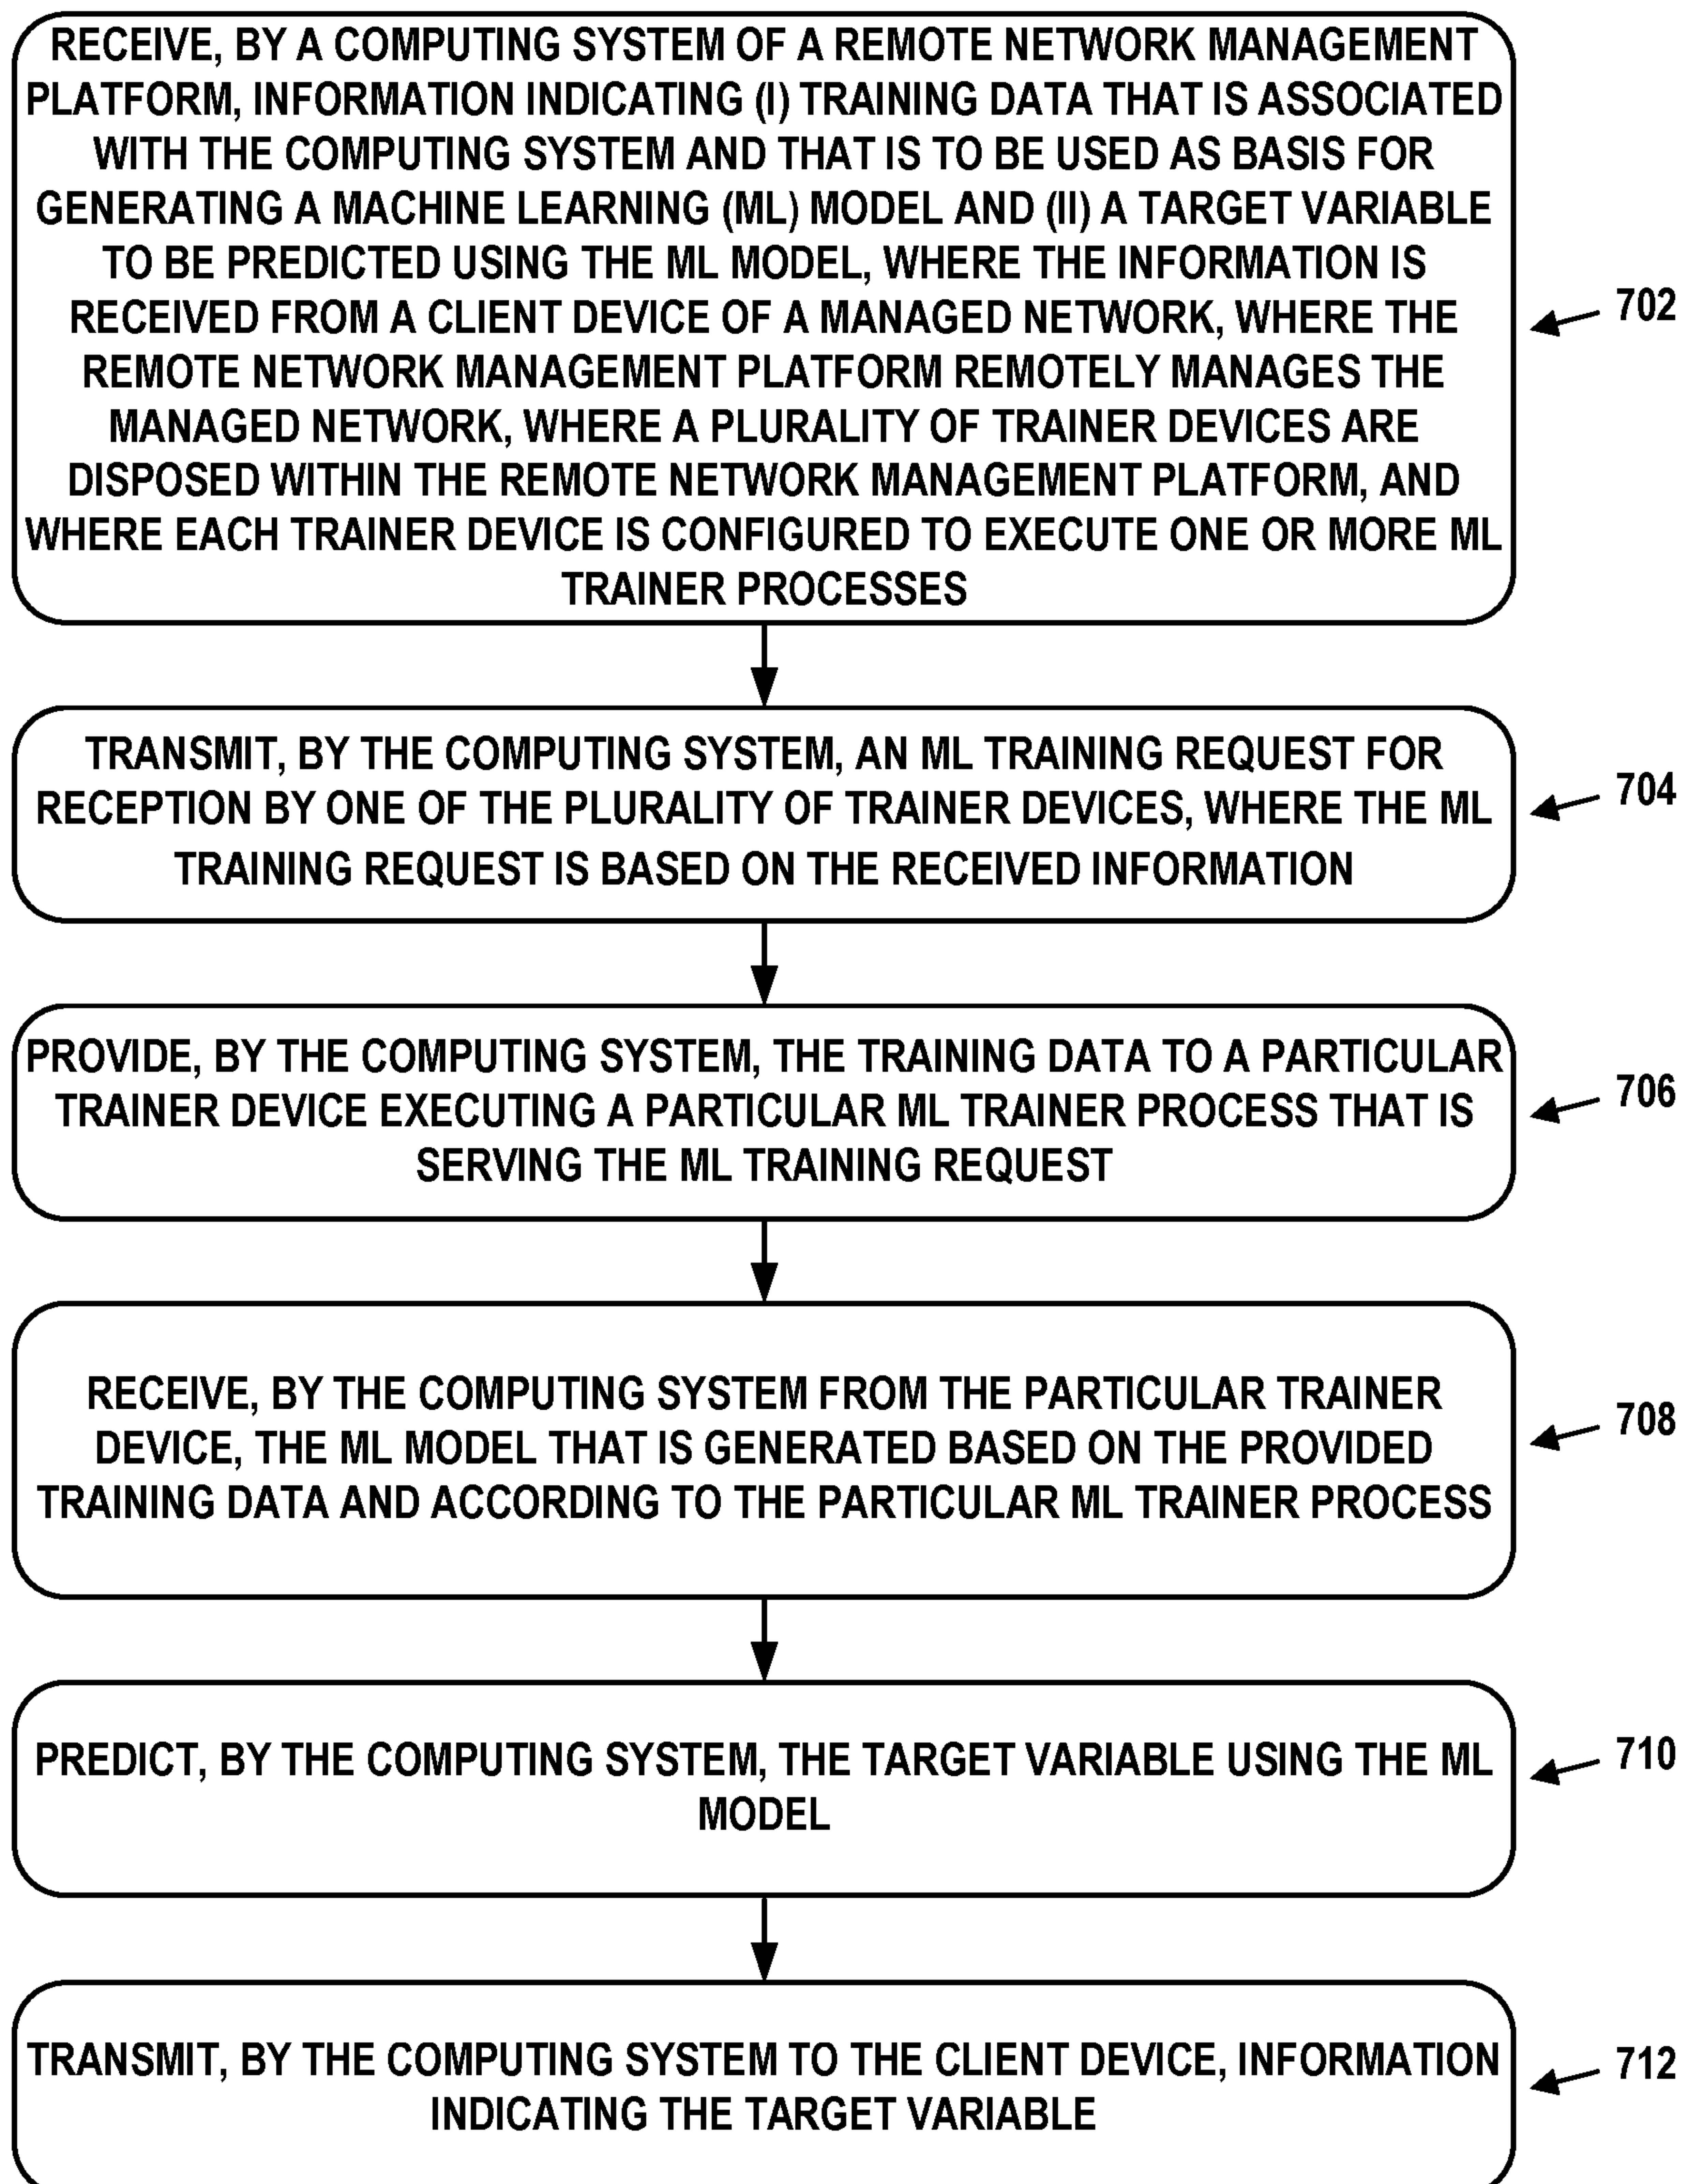 RECEIVE, BY A COMPUTING SYSTEM OF A REMOTE NETWORK MANAGEMENT
PLATFORM, INFORMATION INDICATING (I) TRAINING DATA THAT IS ASSOCIATED
WITH THE COMPUTING SYSTEM AND THAT IS TO BE USED AS BASIS FOR
GENERATING A MACHINE LEARNING (ML) MODEL AND (II) A TARGET VARIABLE
TO BE PREDICTED USING THE ML MODEL, WHERE THE INFORMATION IS
RECEIVED FROM A CLIENT DEVICE OF A MANAGED NETWORK, WHERE THE
REMOTE NETWORK MANAGEMENT PLATFORM REMOTELY MANAGES THE
MANAGED NETWORK, WHERE A PLURALITY OF TRAINER DEVICES ARE
DISPOSED WITHIN THE REMOTE NETWORK MANAGEMENT PLATFORM, AND
WHERE EACH TRAINER DEVICE IS CONFIGURED TO EXECUTE ONE OR MORE ML
TRAINER PROCESSES
702
TRANSMIT, BY THE COMPUTING SYSTEM, AN ML TRAINING REQUEST FOR
RECEPTION BY ONE OF THE PLURALITY OF TRAINER DEVICES, WHERE THE ML
TRAINING REQUEST IS BASED ON THE RECEIVED INFORMATION
704
PROVIDE, BY THE COMPUTING SYSTEM, THE TRAINING DATA TO A PARTICULAR
TRAINER DEVICE EXECUTING A PARTICULAR ML TRAINER PROCESS THAT IS
SERVING THE ML TRAINING REQUEST
706
RECEIVE, BY THE COMPUTING SYSTEM FROM THE PARTICULAR TRAINER
DEVICE, THE ML MODEL THAT IS GENERATED BASED ON THE PROVIDED
TRAINING DATA AND ACCORDING TO THE PARTICULAR ML TRAINER PROCESS
708
PREDICT, BY THE COMPUTING SYSTEM, THE TARGET VARIABLE USING THE ML
MODEL
710
TRANSMIT, BY THE COMPUTING SYSTEM TO THE CLIENT DEVICE, INFORMATION
INDICATING THE TARGET VARIABLE
712